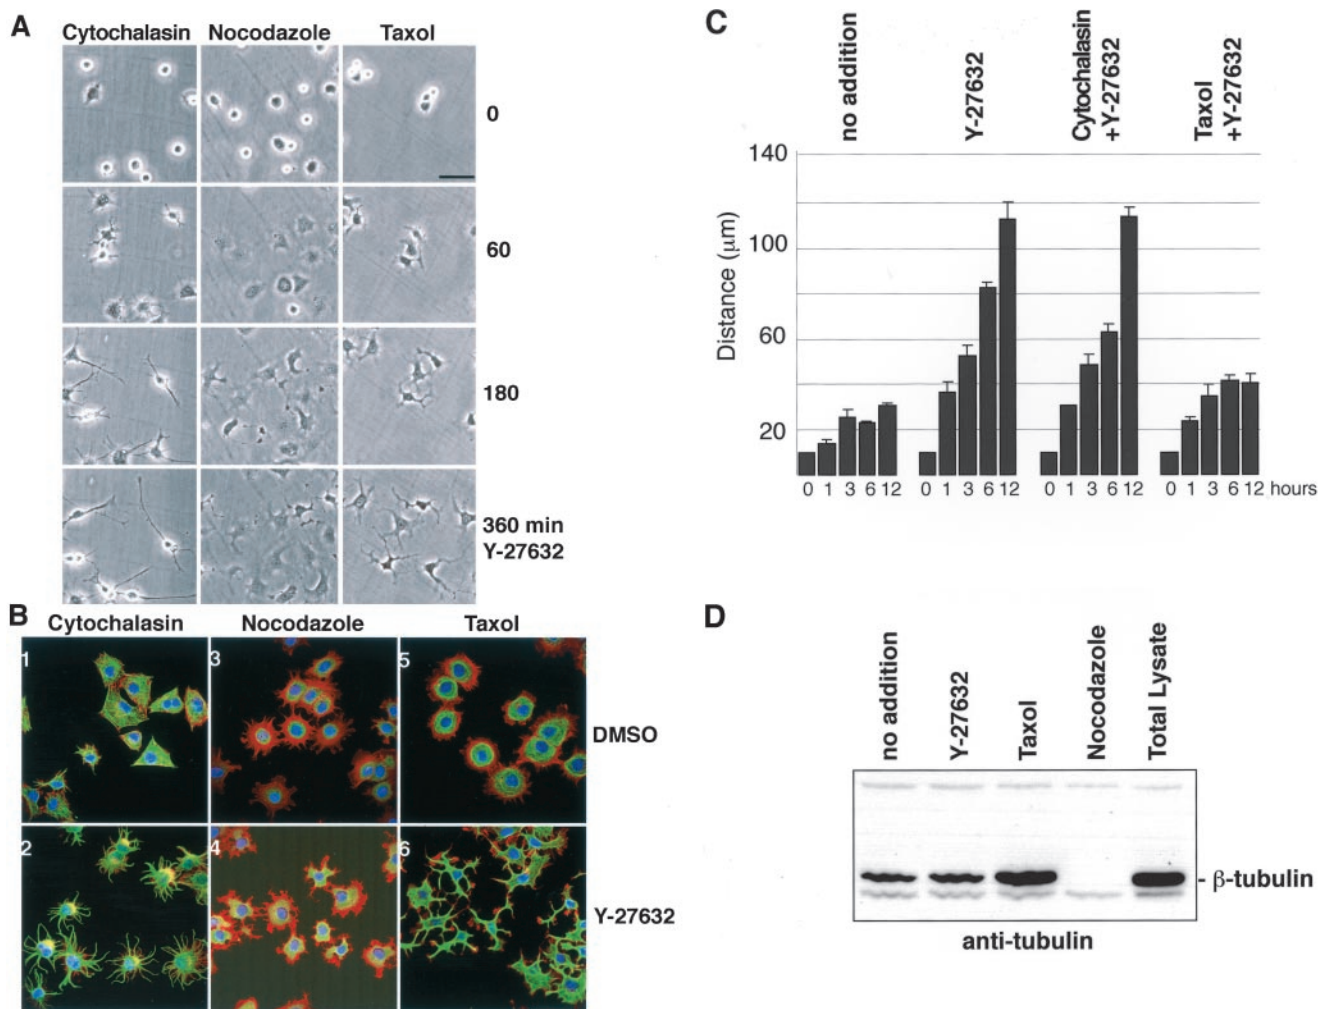 A
Cytochalasin Nocodazole Taxol
0
60
180
360 min
Y-27632
B
Cytochalasin Nocodazole Taxol
1 3 5
DMSO
2 4 6
Y-27632
C
no addition
Y-27632
Cytochalasin
+Y-27632
Taxol
+Y-27632
Distance (μm)
140
100
60
20
0 1 3 6 12 0 1 3 6 12 0 1 3 6 12 0 1 3 6 12 hours
D
no addition
Y-27632
Taxol
Nocodazole
Total Lysate
- β-tubulin
anti-tubulin